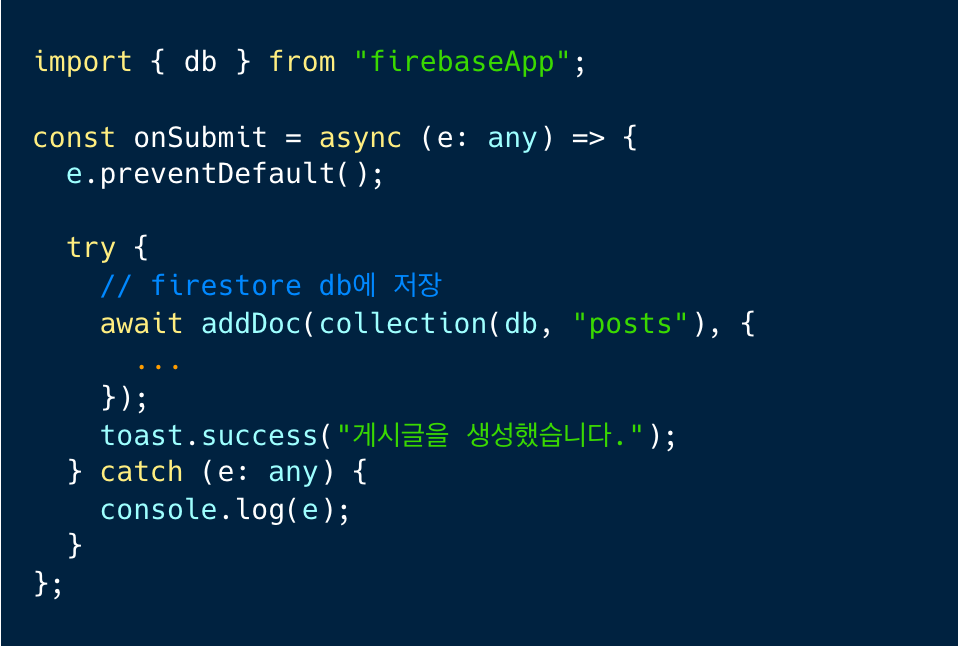 import { db } from "firebaseApp";
const onSubmit = async (e: any) => {
e.preventDefault();
try {
// firestore db에 저장
await addDoc(collection(db, "posts"), {
...
});
toast.success("게시글을 생성했습니다.");
} catch (e: any) {
console.log(e);
}
};